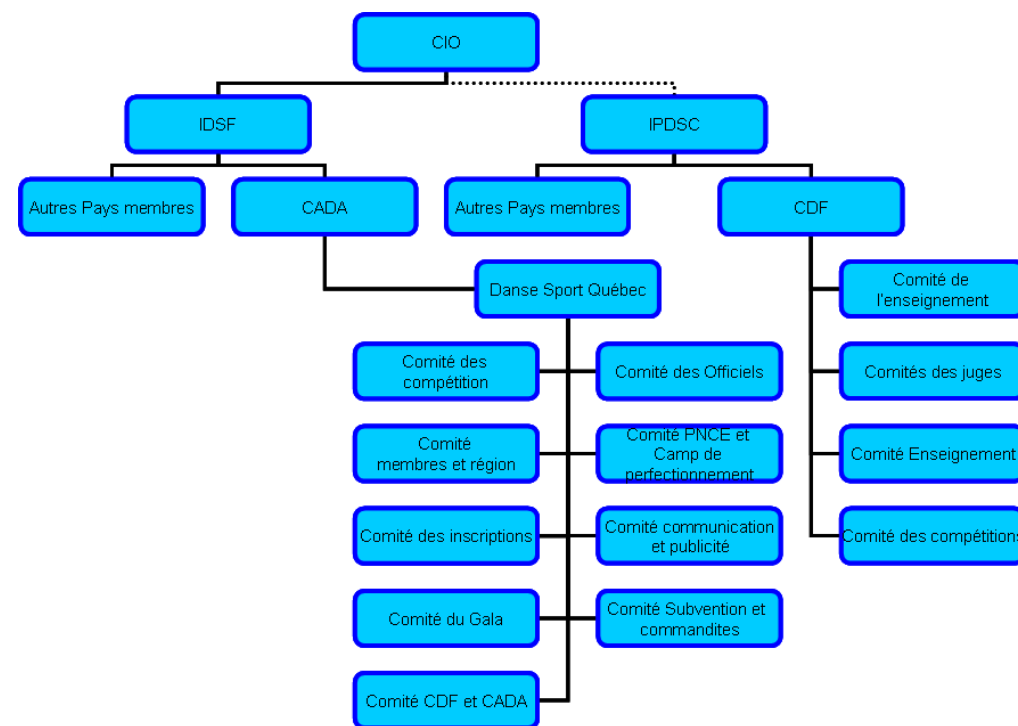 CIO
IDSF
IPDSC
Autres Pays membres
CADA
Autres Pays membres
CDF
Danse Sport Québec
Comité de
l'enseignement
Comité des
compétition
Comité des Officiels
Comités des juges
Comité
membres et région
Comité PNCE et
Camp de
perfectionnement
Comité Enseignement
Comité des inscriptions
Comité communication
et publicité
Comité des compétitions
Comité du Gala
Comité Subvention et
commandites
Comité CDF et CADA